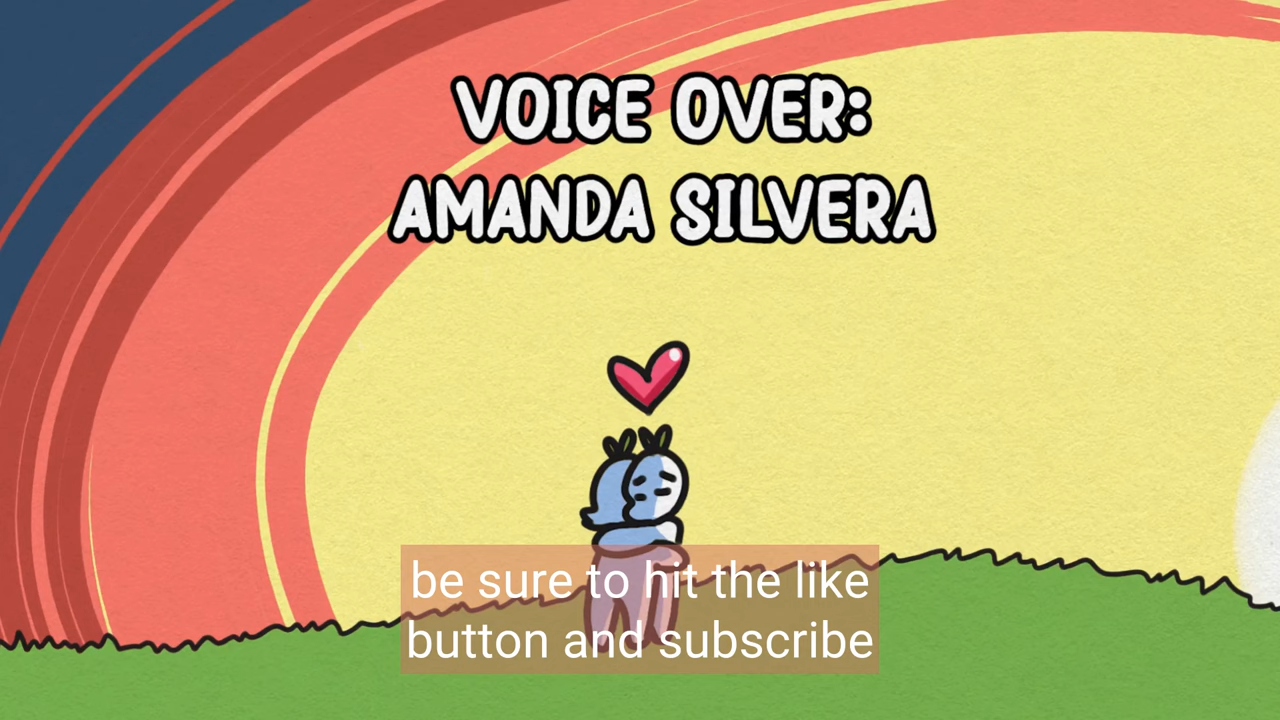 VOICE OVER:
AMANDA SILVERA
be sure to hit the like
button and subscribe